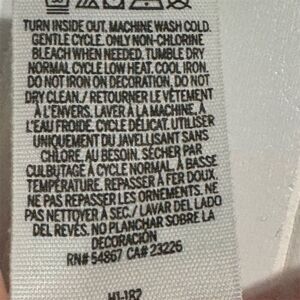 TURN INSIDE OUT. MACHINE WASH COLD.
GENTLE CYCLE. ONLY NON-CHLORINE
BLEACH WHEN NEEDED. TUMBLE DRY
NORMAL CYCLE LOW HEAT. COOL IRON.
DO NOT IRON ON DECORATION. DO NOT
DRY CLEAN. / RETOURNER LE VÊTEMENT
À L'ENVERS. LAVER À LA MACHINE, À
L'EAU FROIDE. CYCLE DÉLICAT. UTILISER
UNIQUEMENT DU JAVELLISANT SANS
CHLORE, AU BESOIN. SÉCHER PAR
CULBUTAGE À CYCLE NORMAL À BASSE
TEMPÉRATURE. REPASSER À FER DOUX.
NE PAS REPASSER LES ORNEMENTS. NE
PAS NETTOYER À SEC. / LAVAR DEL LADO
DEL REVÉS. NO PLANCHAR SOBRE LA
DECORACIÓN
RN# 54867 CA# 23226
H1-182